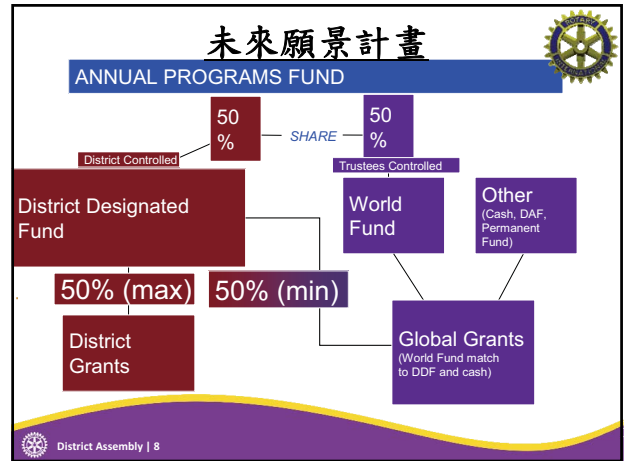 未來願景計畫
ANNUAL PROGRAMS FUND
50
%
SHARE
50
%
District Controlled
Trustees Controlled
District Designated
Fund
World
Fund
Other
(Cash, DAF,
Permanent
Fund)
50% (max)
50% (min)
District
Grants
Global Grants
(World Fund match
to DDF and cash)
ROTARY
INTERNATIONAL
District Assembly | 8